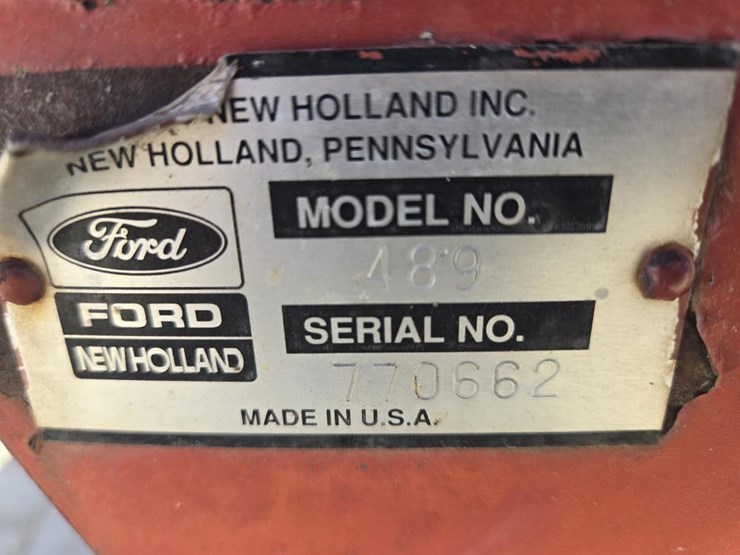 NEW HOLLAND INC.
NEW HOLLAND, PENNSYLVANIA
Ford
FORD
NEW HOLLAND
MODEL NO.
489
SERIAL NO.
770662
MADE IN U.S.A.